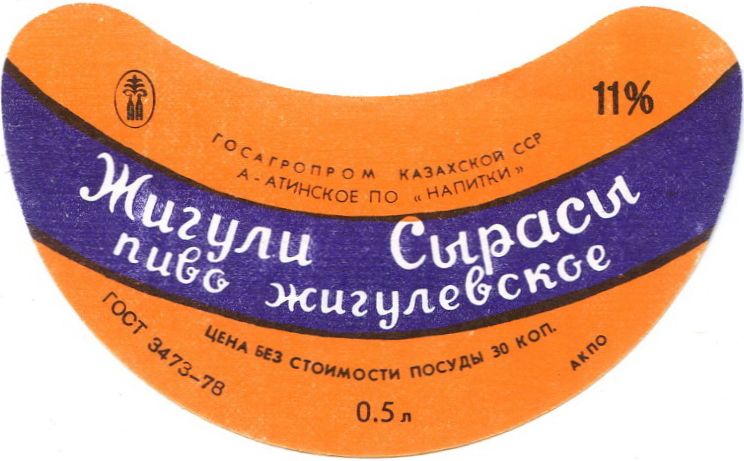 11%
ГОСАГРОПРОМ КАЗАХСКОЙ ССР
А-АТИНСКОЕ ПО «НАПИТКИ»
Жигули Сырасы
пиво жигулевское
ГОСТ 3473-78
ЦЕНА БЕЗ СТОИМОСТИ ПОСУДЫ 30 КОП.
АКПО
0.5 л